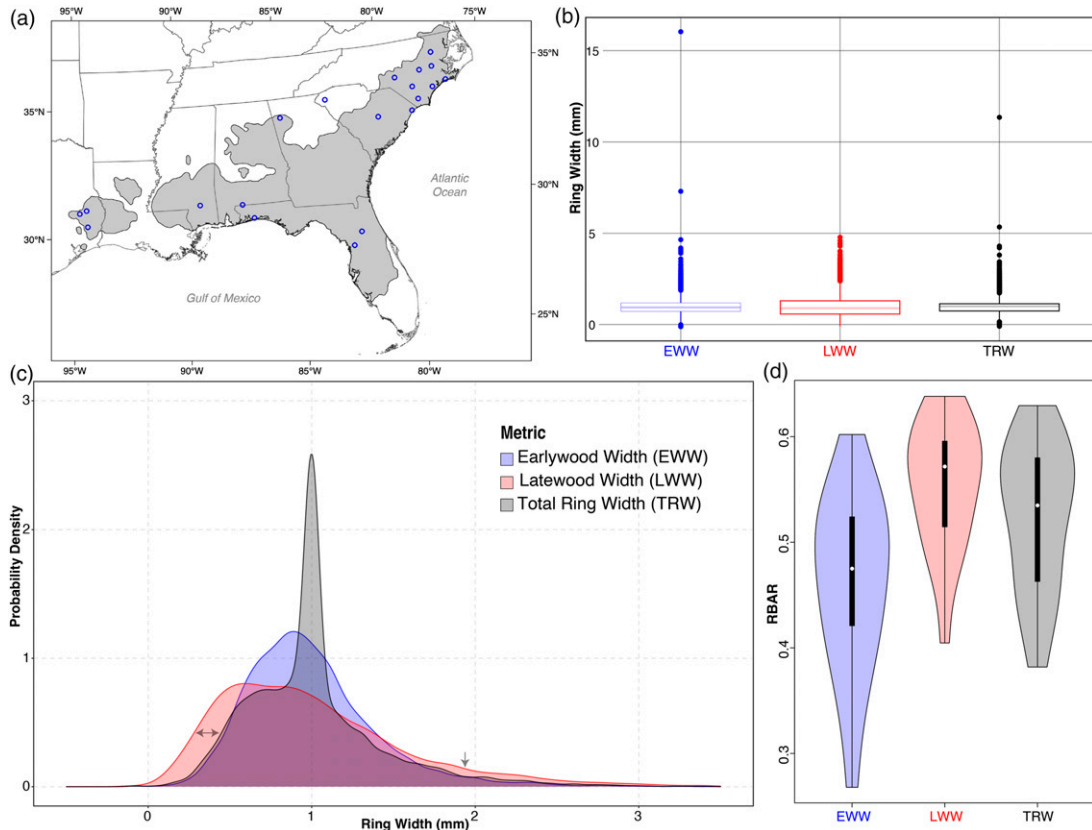 (a)
95°W 90°W 85°W 80°W 75°W
35°N
35°N
30°N
30°N
25°N
Atlantic
Ocean
Gulf of Mexico
95°W 90°W 85°W 80°W
(b)
Ring Width (mm)
15
10
5
0
EWW LWW TRW
(c)
Probability Density
3
2
1
0
Metric
Earlywood Width (EWW)
Latewood Width (LWW)
Total Ring Width (TRW)
0 1 2 3
Ring Width (mm)
(d)
RBAR
0.6
0.5
0.4
0.3
EWW LWW TRW